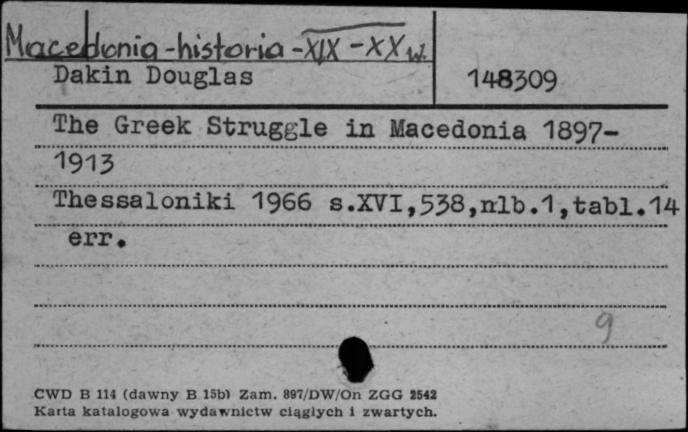 Macedonia-historia-XIX-XX w.
Dakin Douglas 148309
The Greek Struggle in Macedonia 1897-
1913
Thessaloniki 1966 s.XVI,538,nlb.1,tabl.14
err.
9
CWD B 114 (dawny B 15b) Zam. 897/DW/On ZGG 2542
Karta katalogowa wydawnictw ciągłych i zwartych.